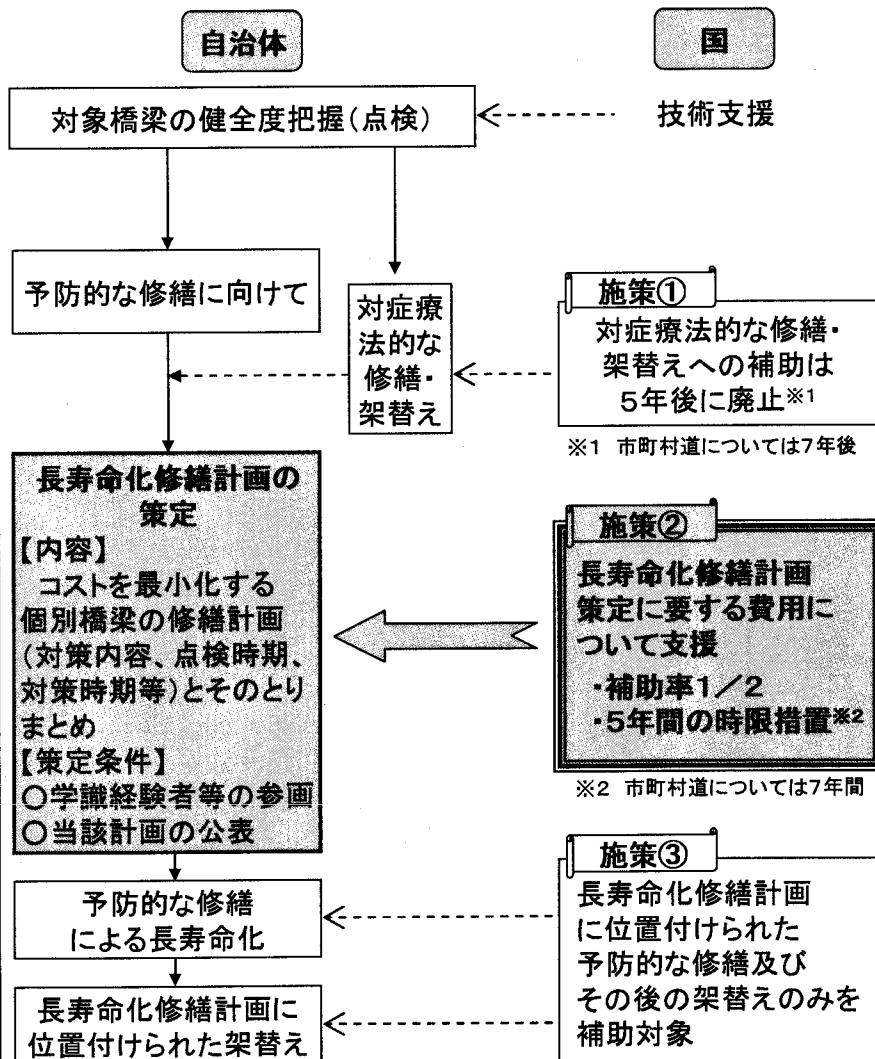 自治体
国
対象橋梁の健全度把握(点検)
技術支援
予防的な修繕に向けて
対症療
法的な
修繕・
架替え
施策①
対症療法的な修繕・
架替えへの補助は
5年後に廃止※1
※1 市町村道については7年後
長寿命化修繕計画の
策定
【内容】
コストを最小化する
個別橋梁の修繕計画
(対策内容、点検時期、
対策時期等)とそのとり
まとめ
【策定条件】
○学識経験者等の参画
○当該計画の公表
施策②
長寿命化修繕計画
策定に要する費用に
ついて支援
・補助率1/2
・5年間の時限措置※2
※2 市町村道については7年間
予防的な修繕
による長寿命化
長寿命化修繕計画に
位置付けられた架替え
施策③
長寿命化修繕計画
に位置付けられた
予防的な修繕及び
その後の架替えのみを
補助対象